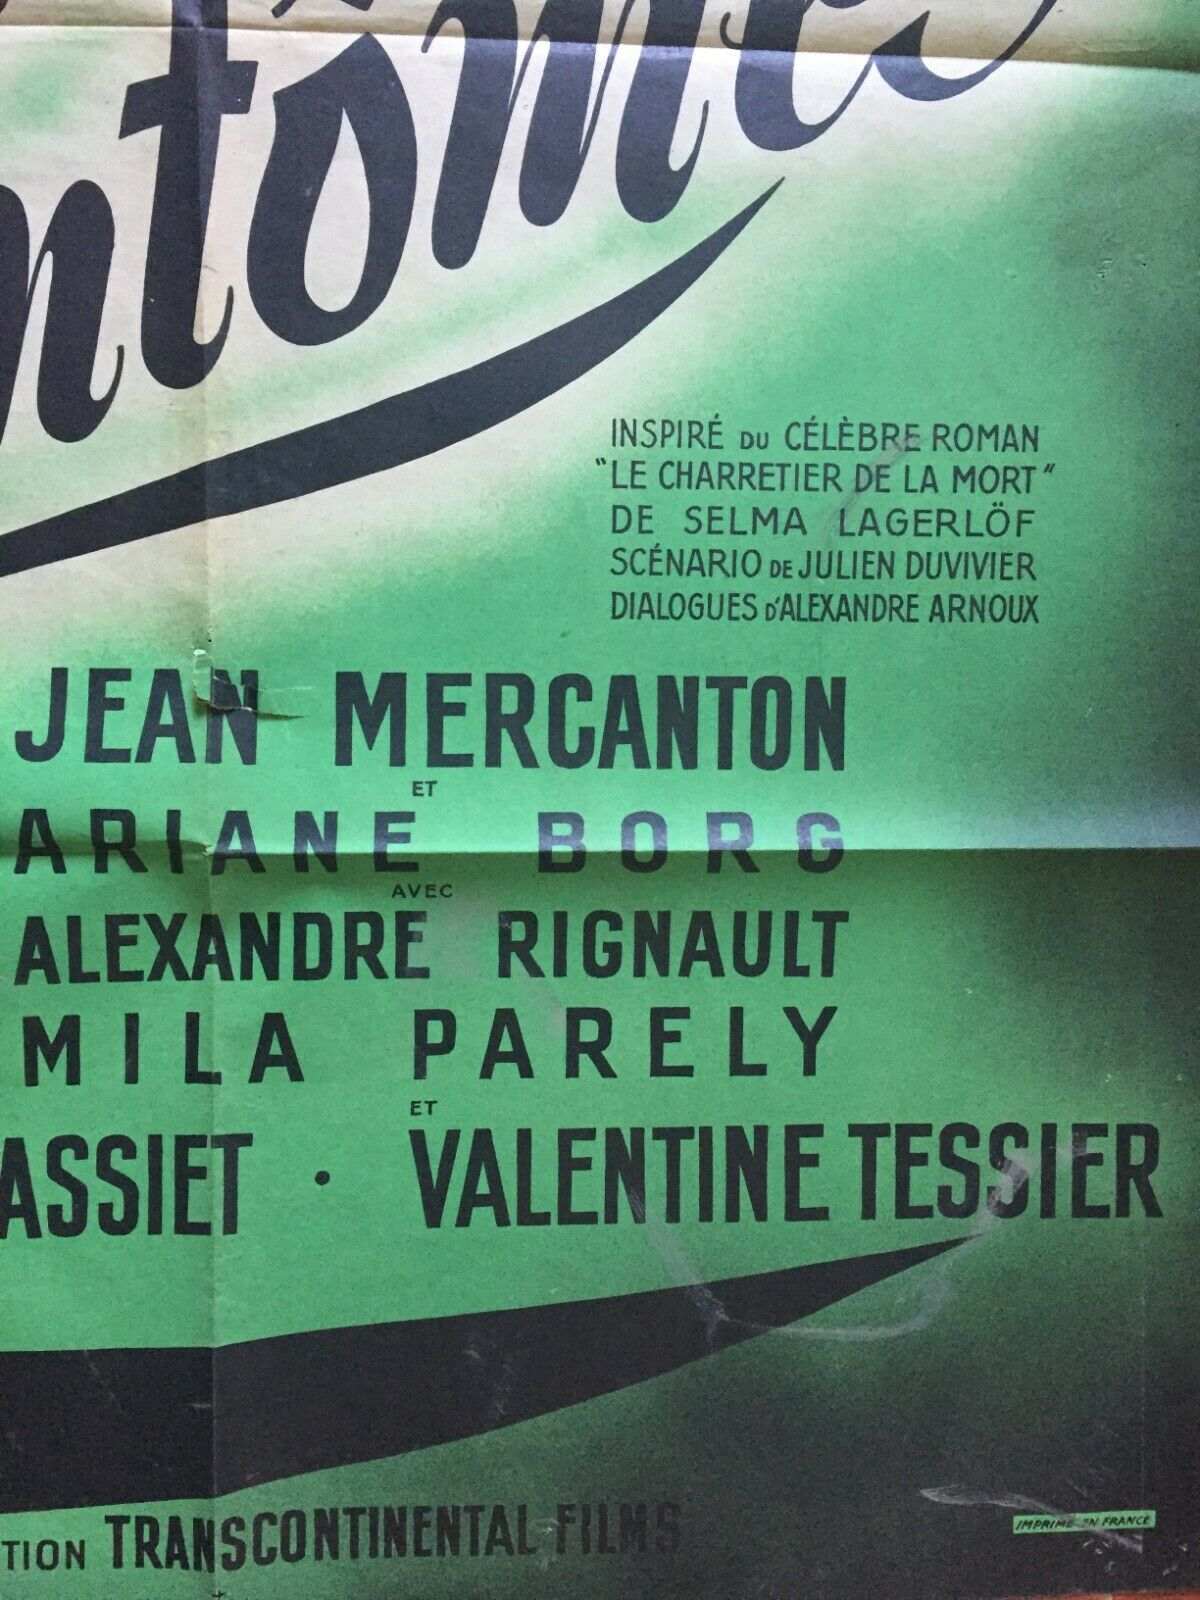 ntôme
INSPIRÉ DU CÉLÈBRE ROMAN
"LE CHARRETIER DE LA MORT"
DE SELMA LAGERLÖF
SCÉNARIO DE JULIEN DUVIVIER
DIALOGUES D'ALEXANDRE ARNOUX
JEAN MERCANTON
ET
ARIANE BORG
AVEC
ALEXANDRE RIGNAULT
MILA PARELY
ET
ASSIET · VALENTINE TESSIER
TION TRANSCONTINENTAL FILMS
IMPRIMÉ EN FRANCE